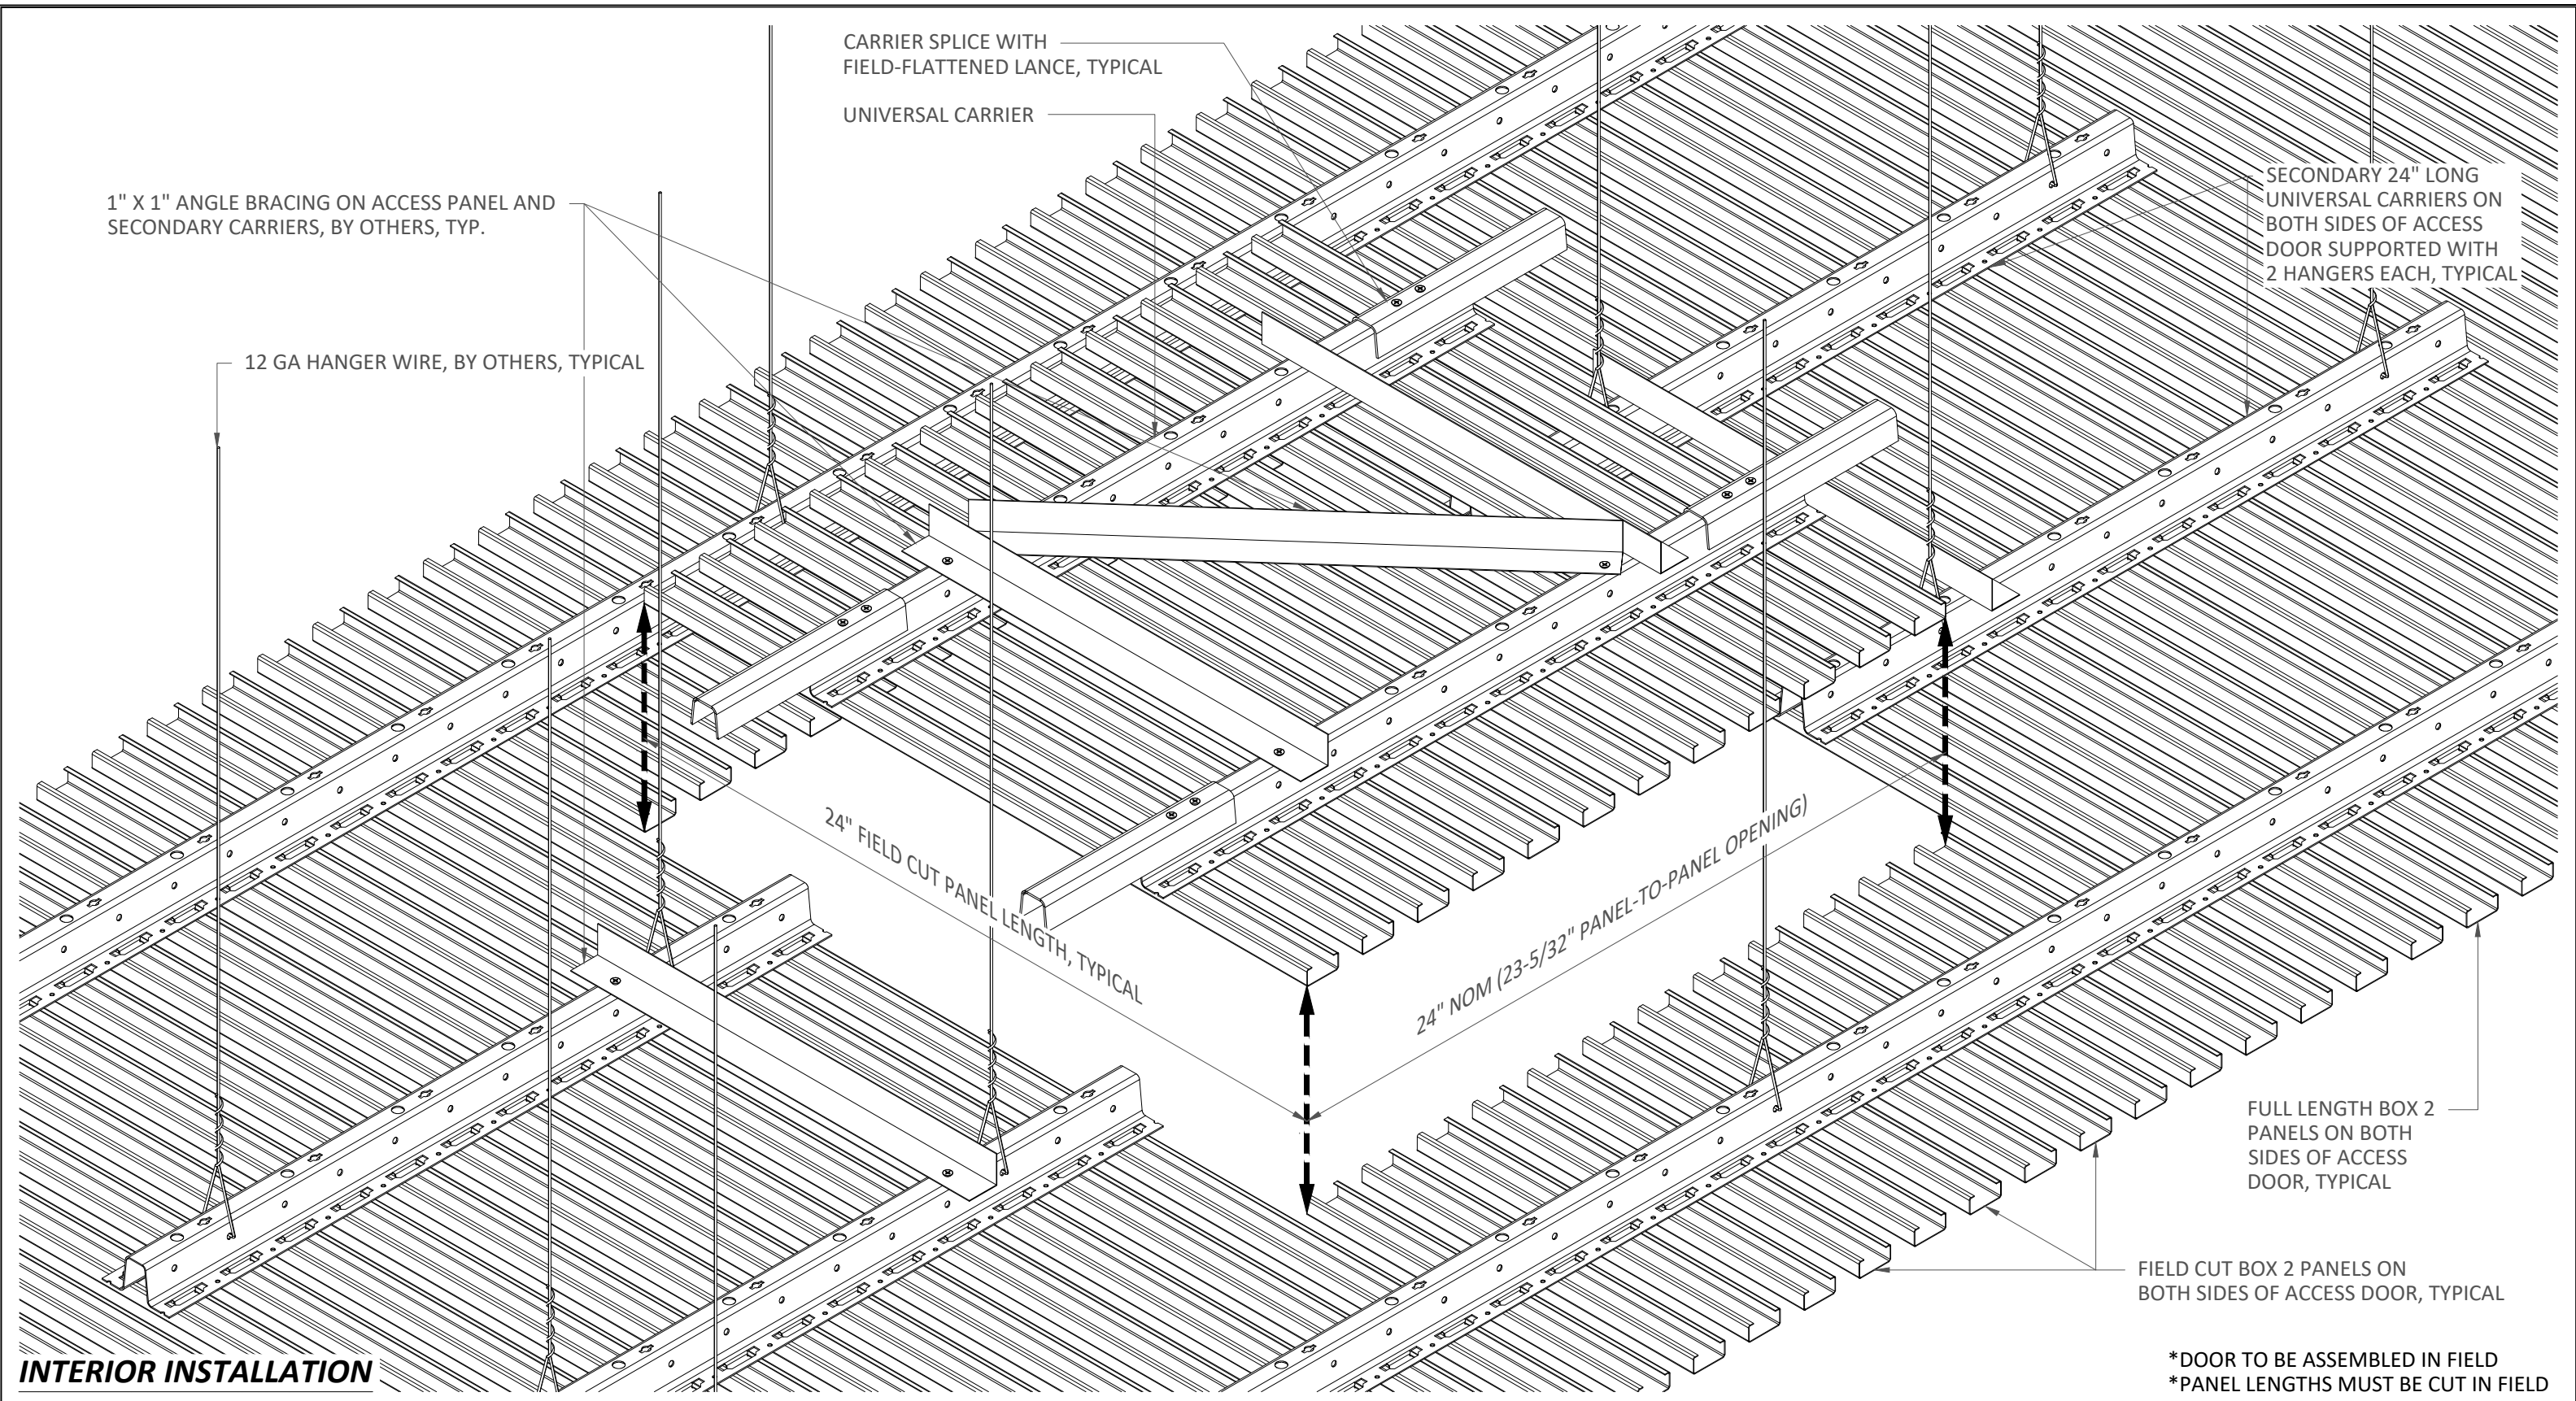 CARRIER SPLICE WITH
FIELD-FLATTENED LANCE, TYPICAL
UNIVERSAL CARRIER
1" X 1" ANGLE BRACING ON ACCESS PANEL AND
SECONDARY CARRIERS, BY OTHERS, TYP.
SECONDARY 24" LONG
UNIVERSAL CARRIERS ON
BOTH SIDES OF ACCESS
DOOR SUPPORTED WITH
2 HANGERS EACH, TYPICAL
12 GA HANGER WIRE, BY OTHERS, TYPICAL
24" FIELD CUT PANEL LENGTH, TYPICAL
24" NOM (23-5/32" PANEL-TO-PANEL OPENING)
FULL LENGTH BOX 2
PANELS ON BOTH
SIDES OF ACCESS
DOOR, TYPICAL
FIELD CUT BOX 2 PANELS ON
BOTH SIDES OF ACCESS DOOR, TYPICAL
INTERIOR INSTALLATION
*DOOR TO BE ASSEMBLED IN FIELD
*PANEL LENGTHS MUST BE CUT IN FIELD